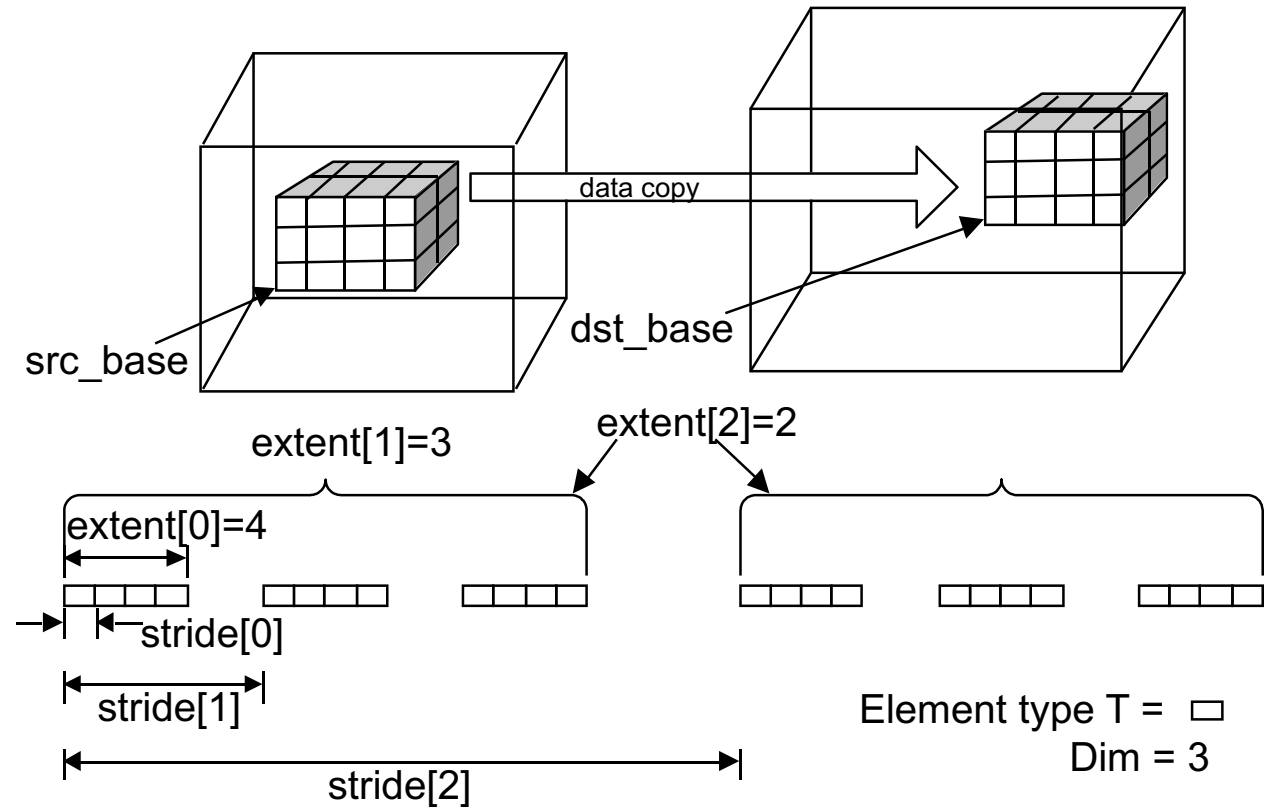 data copy
src_base
dst_base
extent[1]=3
extent[2]=2
extent[0]=4
stride[0]
stride[1]
Element type T =
Dim = 3
stride[2]